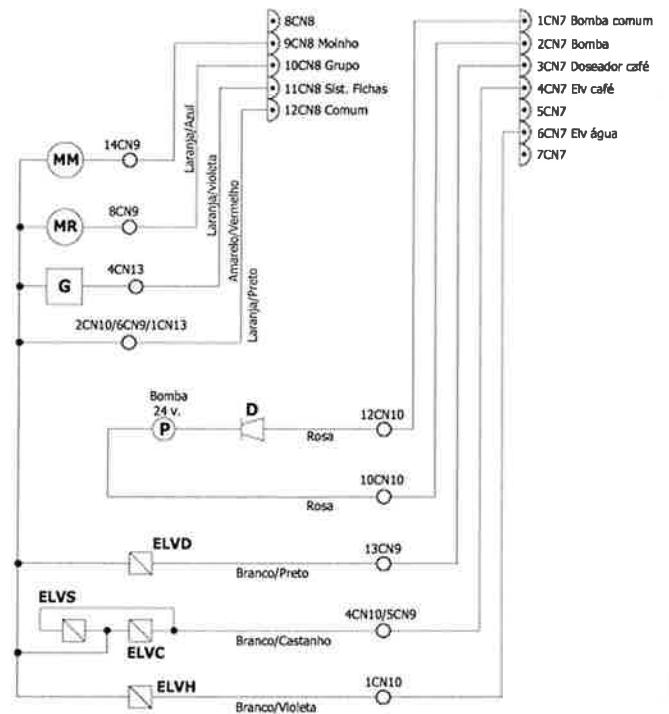 8CN8
9CN8 Moinho
10CN8 Grupo
11CN8 Sist. Fichas
12CN8 Comum
1CN7 Bomba comum
2CN7 Bomba
3CN7 Doseador café
4CN7 Elv café
5CN7
6CN7 Elv água
7CN7
Laranja/Azul
Laranja/violeta
Amarelo/Vermelho
Laranja/Preto
MM
14CN9
MR
8CN9
G
4CN13
2CN10/6CN9/1CN13
Bomba
24 v.
P
D
Rosa
12CN10
Rosa
10CN10
ELVD
Branco/Preto
13CN9
ELVS
ELVC
Branco/Castanho
4CN10/5CN9
ELVH
Branco/Violeta
1CN10